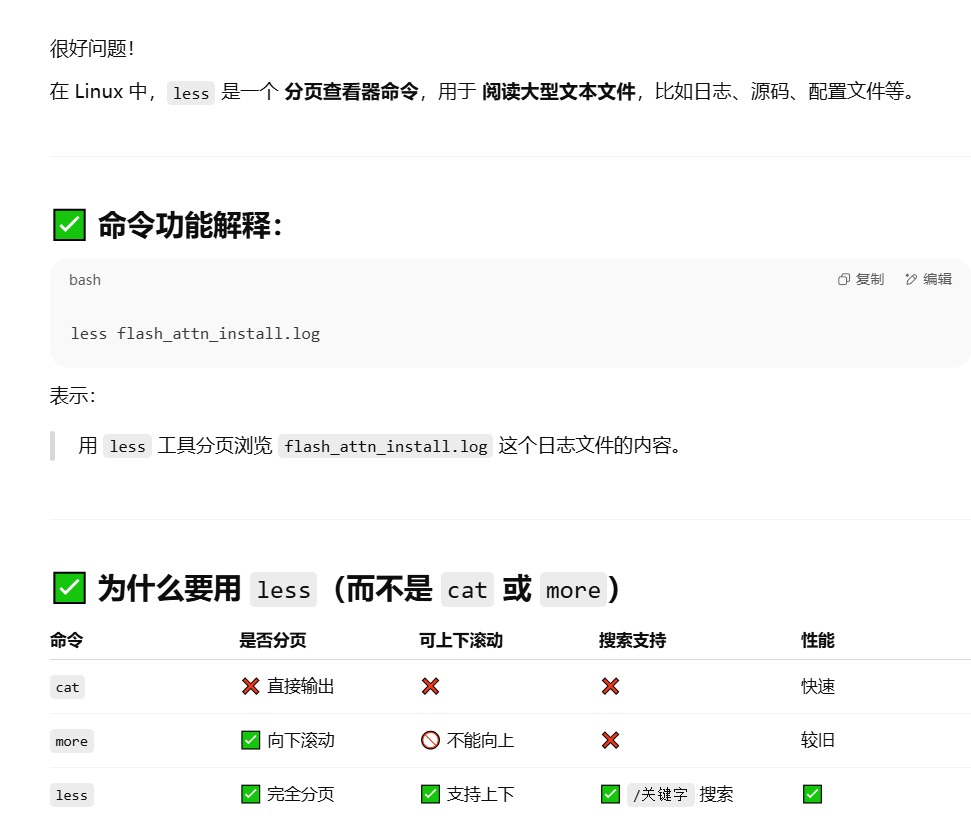 很好问题！
在 Linux 中，less 是一个 分页查看器命令，用于 阅读大型文本文件，比如日志、源码、配置文件等。
✅ 命令功能解释：
bash 复制 编辑
less flash_attn_install.log
表示：
用 less 工具分页浏览 flash_attn_install.log 这个日志文件的内容。
✅ 为什么要用 less（而不是 cat 或 more）
命令 是否分页 可上下滚动 搜索支持 性能
cat ❌ 直接输出 ❌ ❌ 快速
more ✅ 向下滚动 🚫 不能向上 ❌ 较旧
less ✅ 完全分页 ✅ 支持上下 ✅ /关键字 搜索 ✅